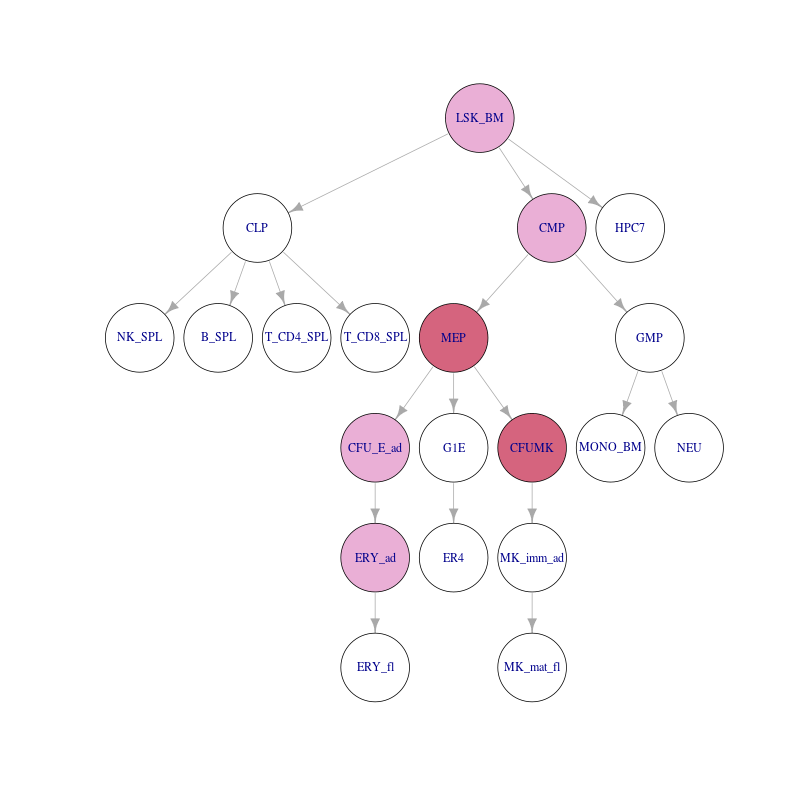 LSK_BM
CLP
CMP
HPC7
NK_SPL
B_SPL
T_CD4_SPL
T_CD8_SPL
MEP
GMP
CFU_E_ad
G1E
CFUMK
MONO_BM
NEU
ERY_ad
ER4
MK_imm_ad
ERY_fl
MK_mat_fl